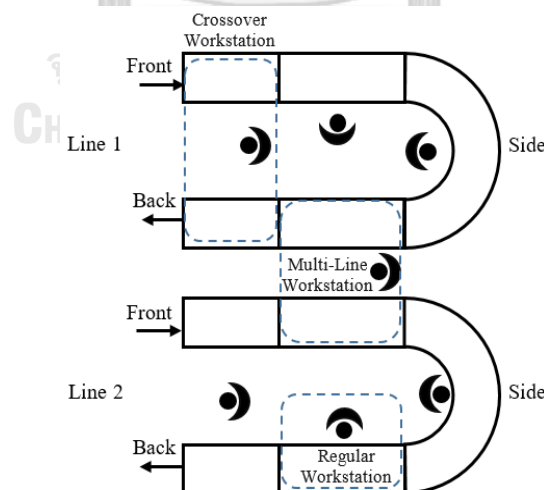 Crossover
Workstation
Front
Line 1
Side
Back
Multi-Line
Workstation
Front
Line 2
Side
Back
Regular
Workstation